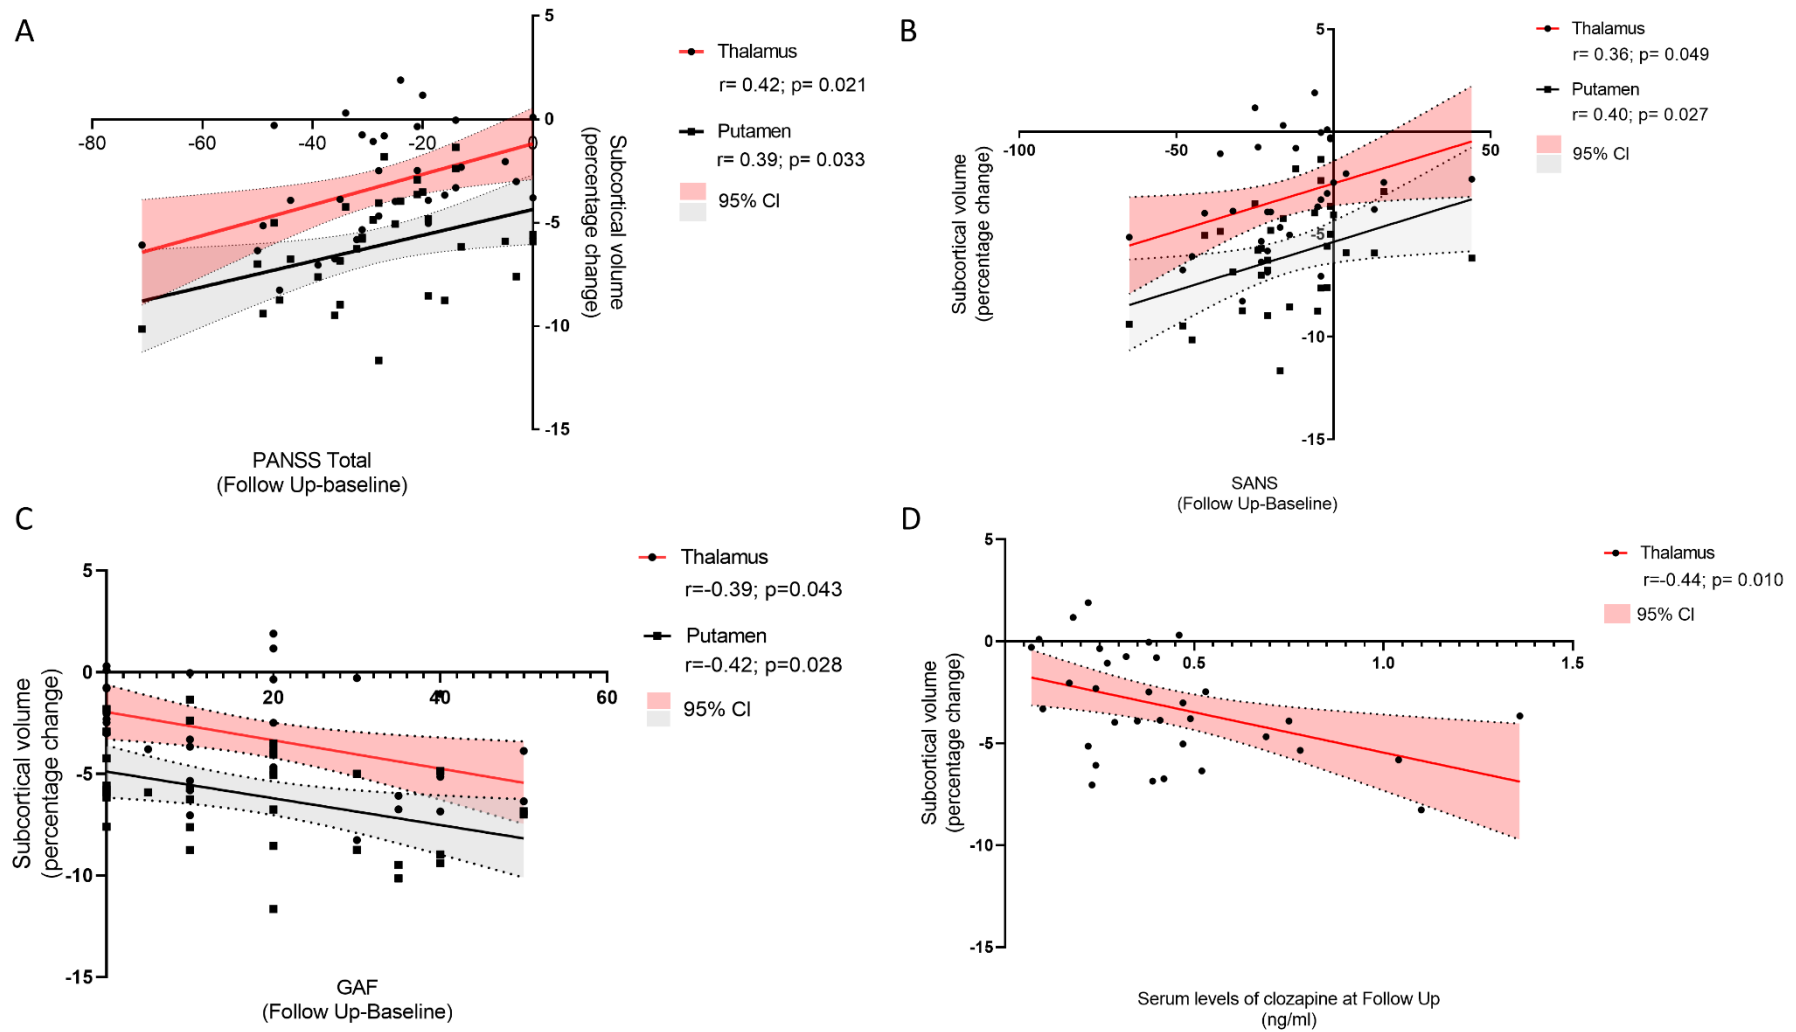 A
5
0
-5
-10
-15
-80
-60
-40
-20
0
Subcortical volume
(percentage change)
PANSS Total
(Follow Up-baseline)
Thalamus
r= 0.42; p= 0.021
Putamen
r= 0.39; p= 0.033
95% CI
B
5
-5
-10
-15
-100
-50
50
Subcortical volume
(percentage change)
SANS
(Follow Up-Baseline)
Thalamus
r= 0.36; p= 0.049
Putamen
r= 0.40; p= 0.027
95% CI
C
5
0
-5
-10
-15
20
40
60
Subcortical volume
(percentage change)
GAF
(Follow Up-Baseline)
Thalamus
r=-0.39; p=0.043
Putamen
r=-0.42; p=0.028
95% CI
D
5
0
-5
-10
-15
0.5
1.0
1.5
Subcortical volume
(percentage change)
Serum levels of clozapine at Follow Up
(ng/ml)
Thalamus
r=-0.44; p= 0.010
95% CI